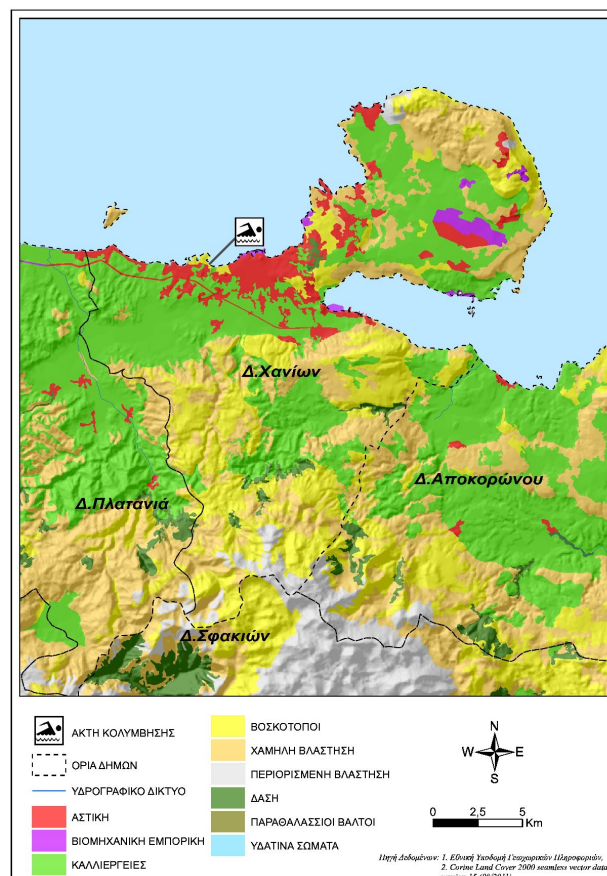 Δ.Χανίων
Δ.Αποκορώνου
Δ.Πλατανιά
Δ.Σφακιών
ΑΚΤΗ ΚΟΛΥΜΒΗΣΗΣ
ΟΡΙΑ ΔΗΜΩΝ
ΥΔΡΟΓΡΑΦΙΚΟ ΔΙΚΤΥΟ
ΑΣΤΙΚΗ
ΒΙΟΜΗΧΑΝΙΚΗ ΕΜΠΟΡΙΚΗ
ΚΑΛΛΙΕΡΓΕΙΕΣ
ΒΟΣΚΟΤΟΠΟΙ
ΧΑΜΗΛΗ ΒΛΑΣΤΗΣΗ
ΠΕΡΙΟΡΙΣΜΕΝΗ ΒΛΑΣΤΗΣΗ
ΔΑΣΗ
ΠΑΡΑΘΑΛΑΣΣΙΟΙ ΒΑΛΤΟΙ
ΥΔΑΤΙΝΑ ΣΩΜΑΤΑ
N
W E
S
0 2,5 5
Km
Πηγή Δεδομένων: 1. Εθνική Υποδομή Γεωχωρικών Πληροφοριών,
2. Corine Land Cover 2000 seamless vector data